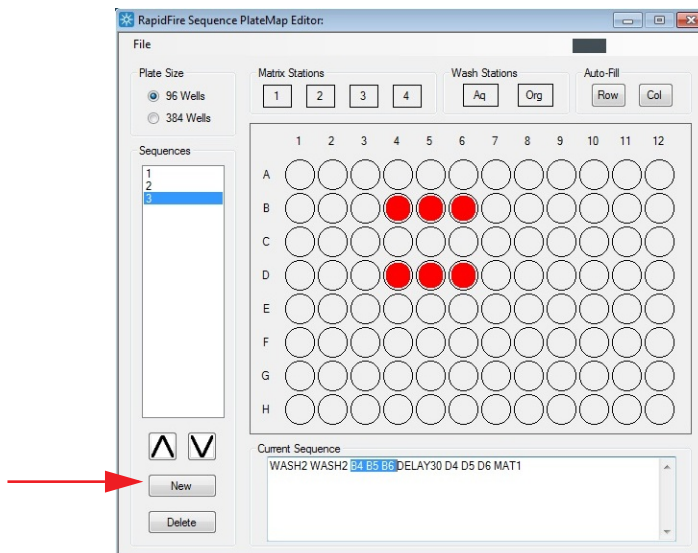 RapidFire Sequence PlateMap Editor:
File
Plate Size
96 Wells
384 Wells
Matrix Stations
1 2 3 4
Wash Stations
Aq Org
Auto-Fill
Row Col
Sequences
1
2
3
1 2 3 4 5 6 7 8 9 10 11 12
A
B
C
D
E
F
G
H
New
Delete
Current Sequence
WASH2 WASH2 B4 B5 B6 DELAY30 D4 D5 D6 MAT1